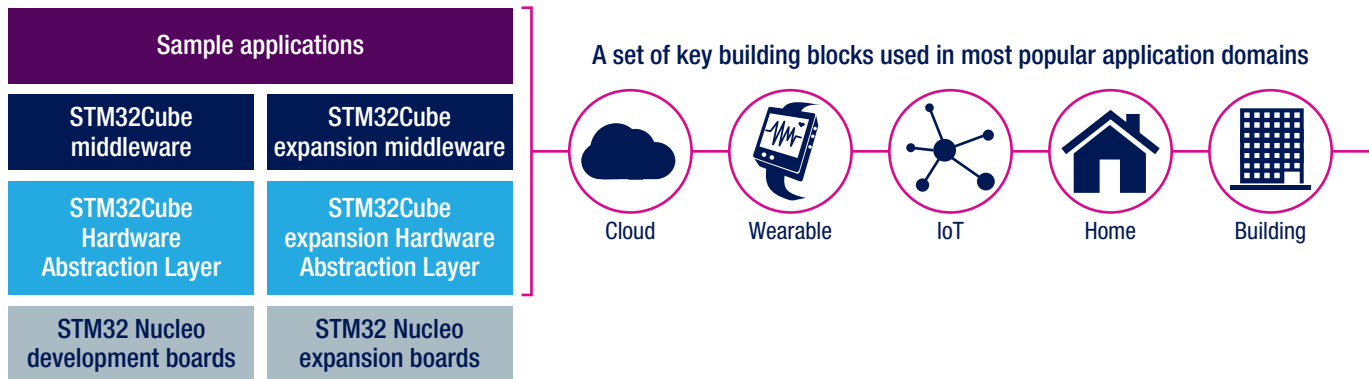 Sample applications
STM32Cube
middleware
STM32Cube
expansion middleware
STM32Cube
Hardware
Abstraction Layer
STM32Cube
expansion Hardware
Abstraction Layer
STM32 Nucleo
development boards
STM32 Nucleo
expansion boards
A set of key building blocks used in most popular application domains
Cloud
Wearable
IoT
Home
Building